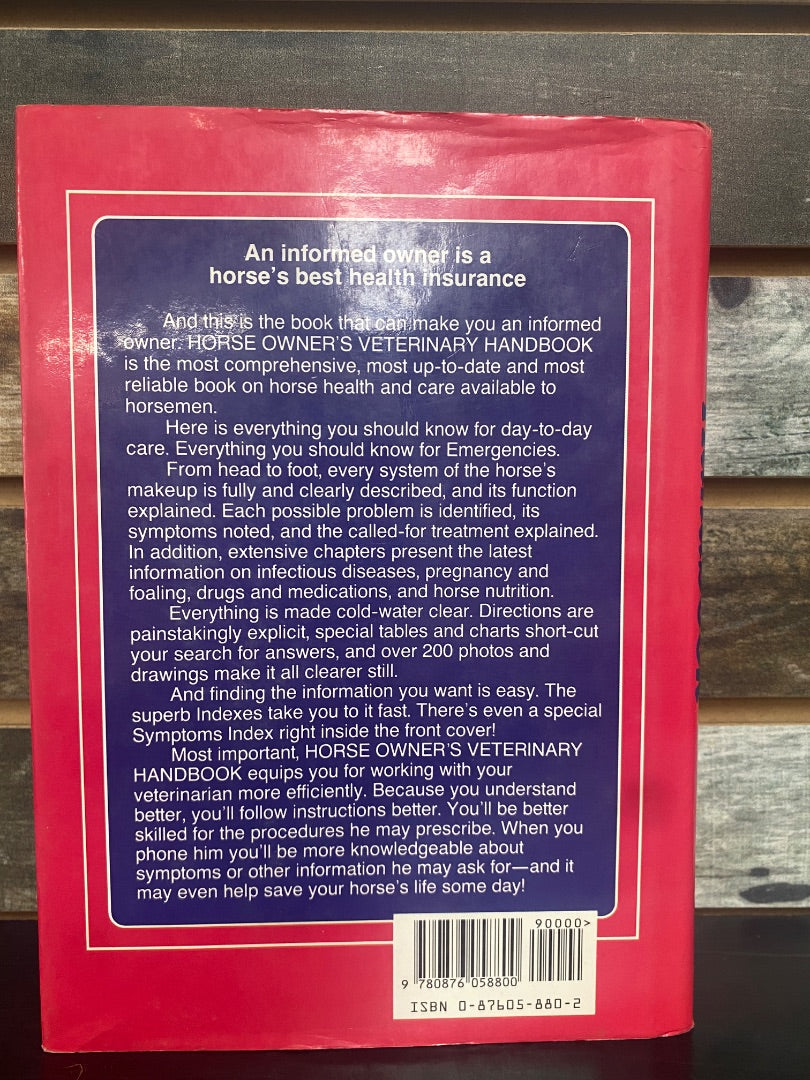 An informed owner is a
horse's best health insurance
And this is the book that can make you an informed
owner. HORSE OWNER'S VETERINARY HANDBOOK
is the most comprehensive, most up-to-date and most
reliable book on horse health and care available to
horsemen.
Here is everything you should know for day-to-day
care. Everything you should know for Emergencies.
From head to foot, every system of the horse's
makeup is fully and clearly described, and its function
explained. Each possible problem is identified, its
symptoms noted, and the called-for treatment explained.
In addition, extensive chapters present the latest
information on infectious diseases, pregnancy and
foaling, drugs and medications, and horse nutrition.
Everything is made cold-water clear. Directions are
painstakingly explicit, special tables and charts short-cut
your search for answers, and over 200 photos and
drawings make it all clearer still.
And finding the information you want is easy. The
superb Indexes take you to it fast. There's even a special
Symptoms Index right inside the front cover!
Most important, HORSE OWNER'S VETERINARY
HANDBOOK equips you for working with your
veterinarian more efficiently. Because you understand
better, you'll follow instructions better. You'll be better
skilled for the procedures he may prescribe. When you
phone him you'll be more knowledgeable about
symptoms or other information he may ask for—and it
may even help save your horse's life some day!
90000>
9 780876 058800
ISBN 0-87605-880-2